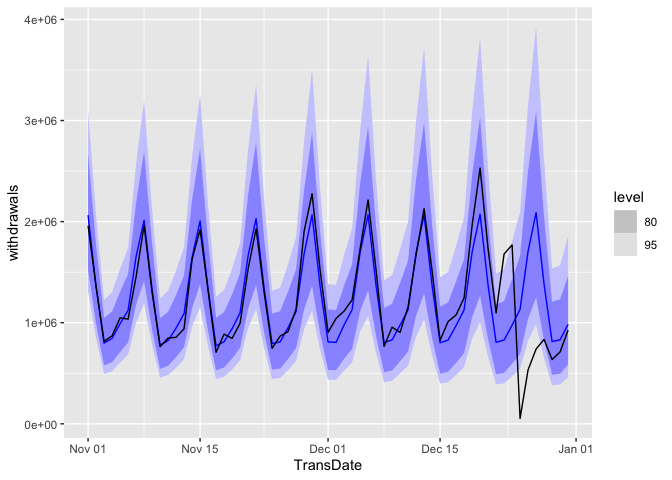 4e+06
3e+06
2e+06
1e+06
0e+00
withdrawals
Nov 01
Nov 15
Dec 01
Dec 15
Jan 01
TransDate
level
80
95